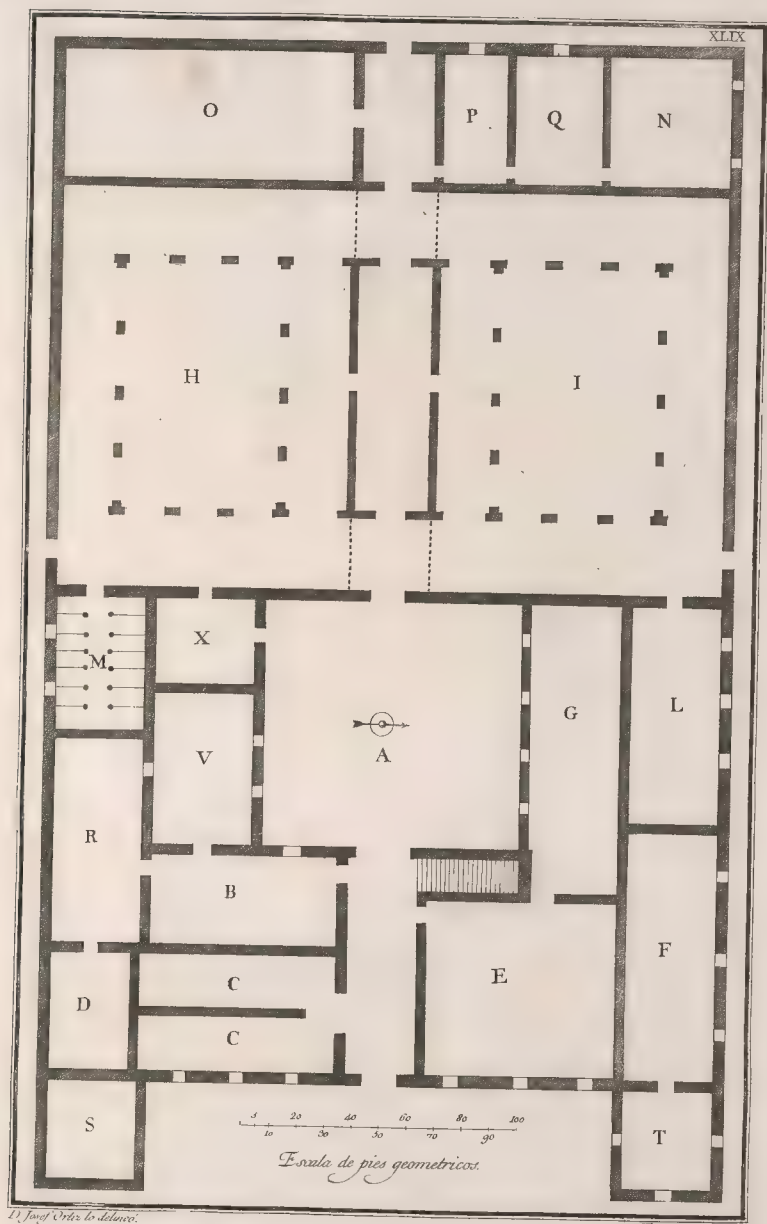 XLIX
O P Q N
H I
X
M
G L
V A
R
B
F
C E
D
C
S T
5 20 40 60 80 100
10 30 50 70 90
Escala de pies geometricos.
D. Josef Ortiz lo delineó.